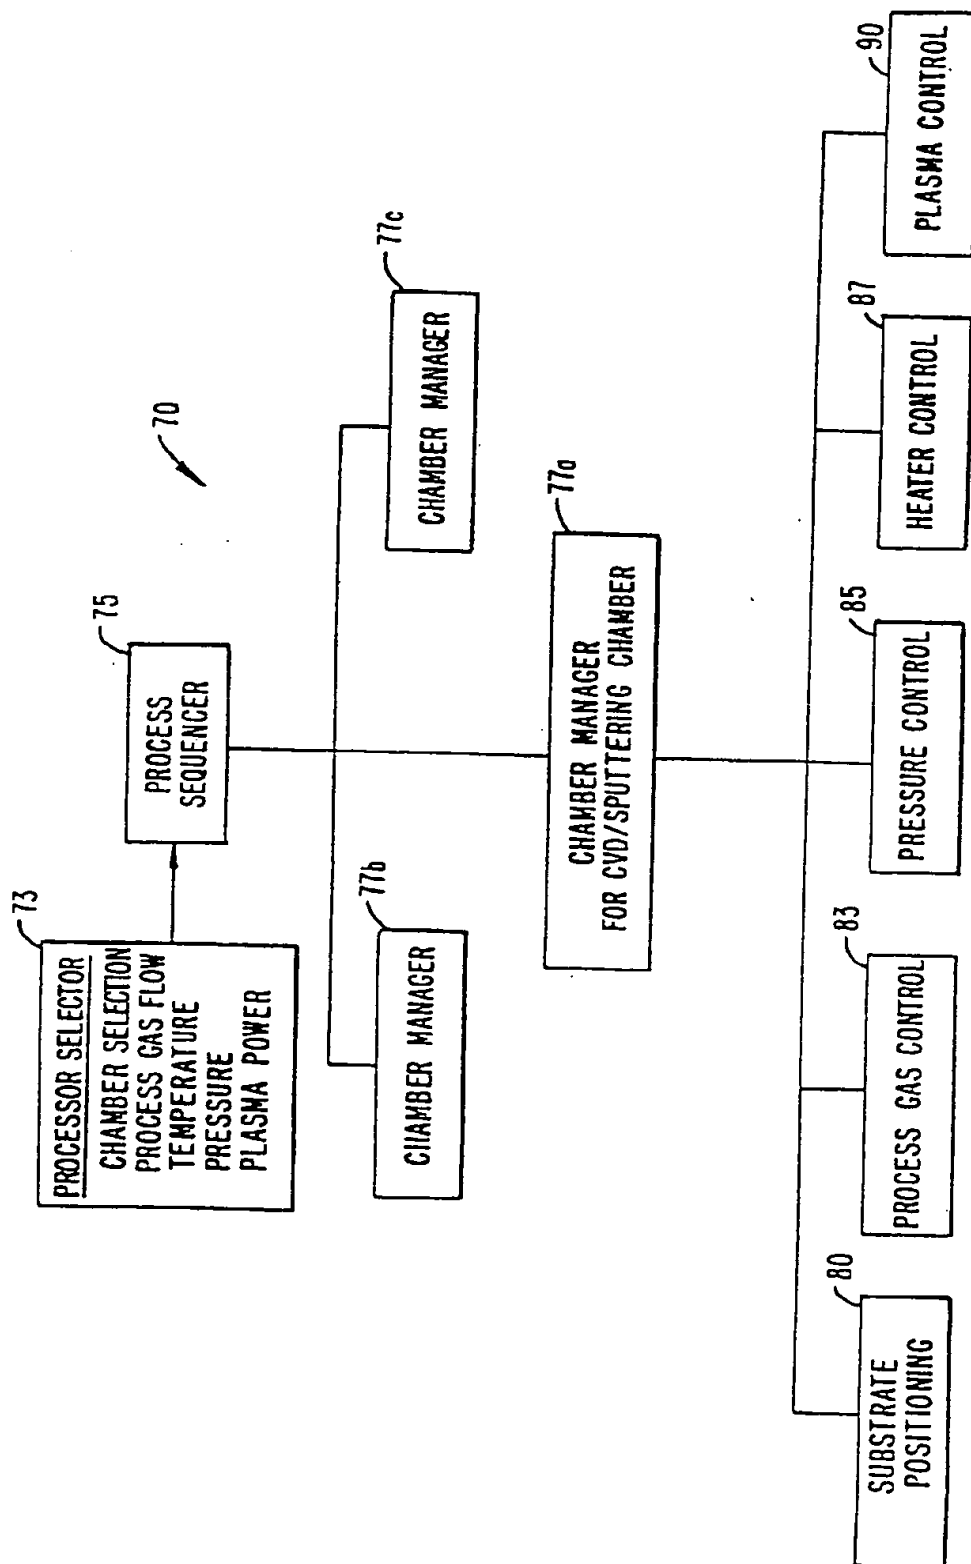 70
73
PROCESSOR SELECTOR
CHAMBER SELECTION
PROCESS GAS FLOW
TEMPERATURE
PRESSURE
PLASMA POWER
75
PROCESS
SEQUENCER
77b
CHAMBER MANAGER
77c
CHAMBER MANAGER
77a
CHAMBER MANAGER
FOR CVD/SPUTTERING CHAMBER
80
SUBSTRATE
POSITIONING
83
PROCESS GAS CONTROL
85
PRESSURE CONTROL
87
HEATER CONTROL
90
PLASMA CONTROL